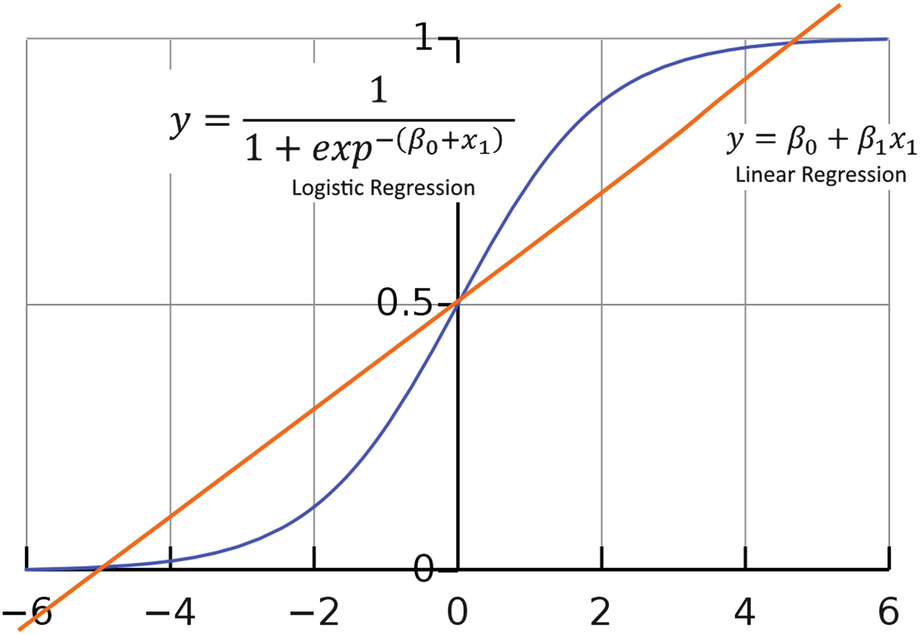 1
y = 1 / (1 + exp^{−(β₀+x₁)})
Logistic Regression
y = β₀ + β₁x₁
Linear Regression
0.5
0
−6 −4 −2 0 2 4 6